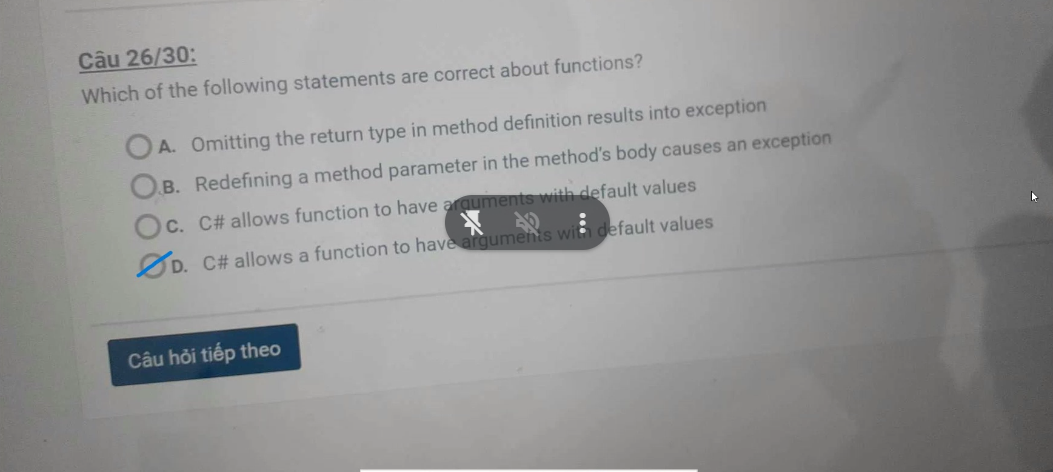 Câu 26/30:
Which of the following statements are correct about functions?
A. Omitting the return type in method definition results into exception
B. Redefining a method parameter in the method's body causes an exception
C. C# allows function to have arguments with default values
D. C# allows a function to have arguments with default values
Câu hỏi tiếp theo